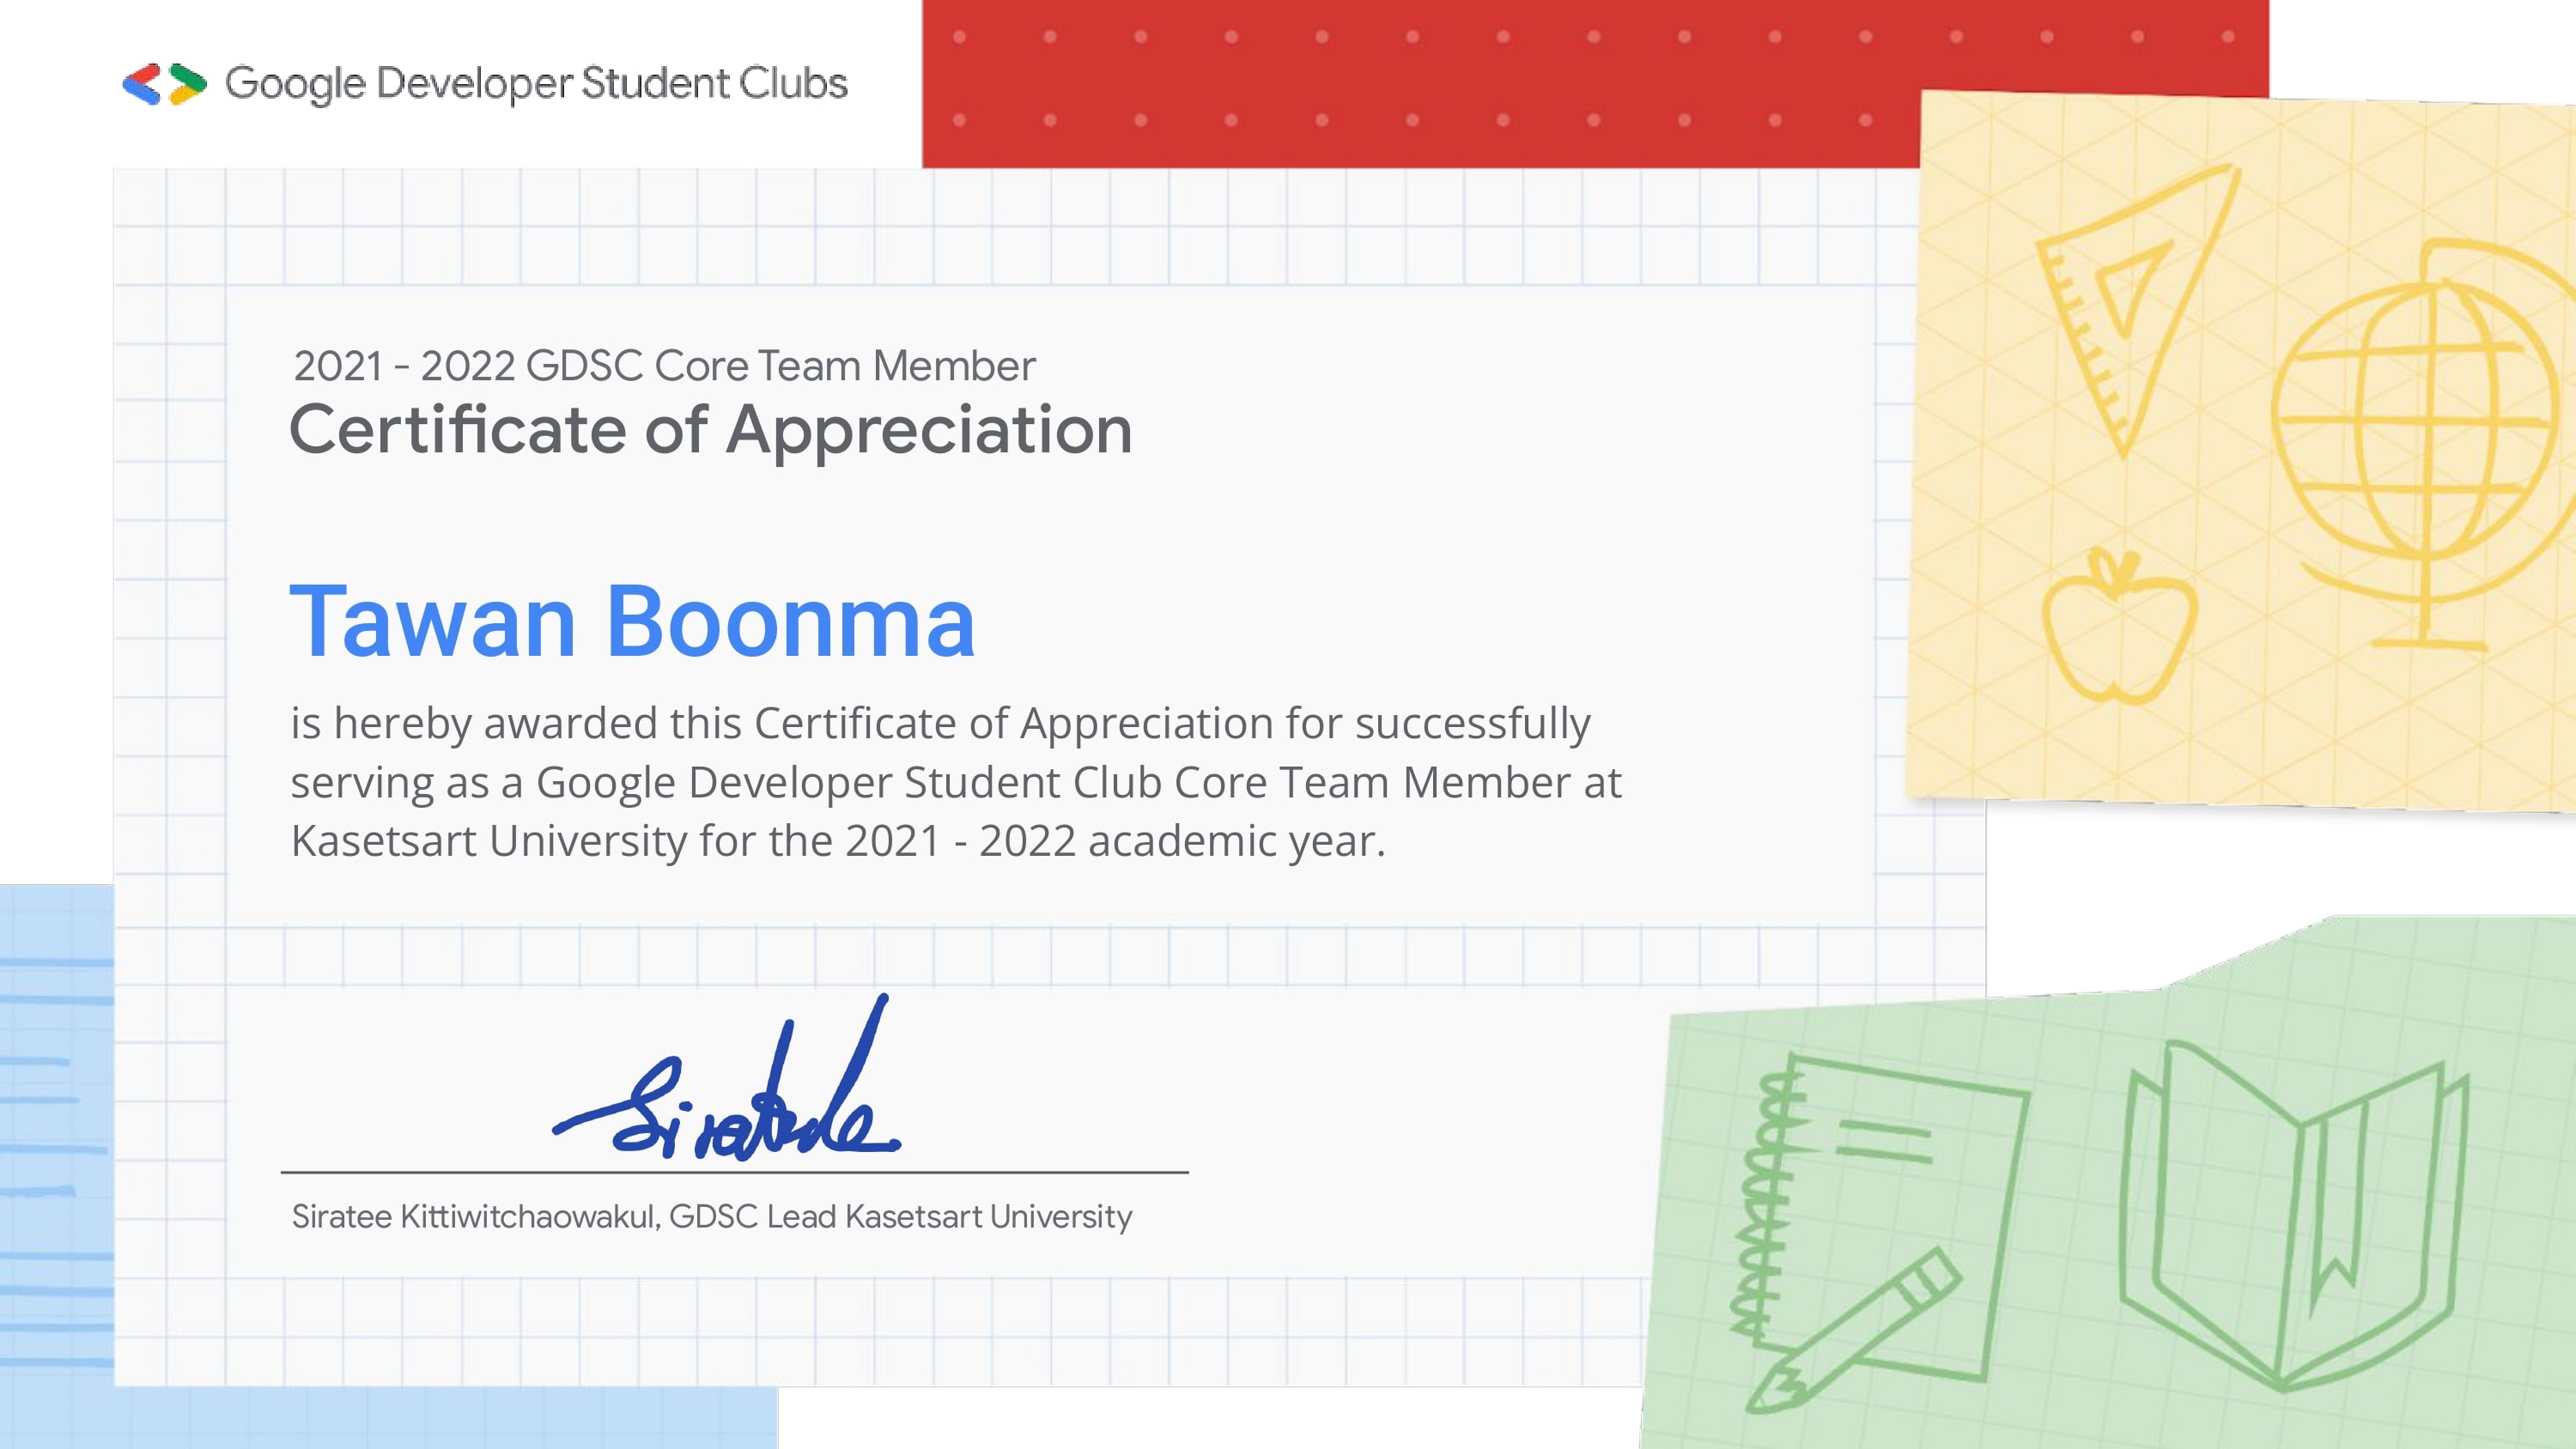 Google Developer Student Clubs
2021 - 2022 GDSC Core Team Member
Certificate of Appreciation
Tawan Boonma
is hereby awarded this Certificate of Appreciation for successfully
serving as a Google Developer Student Club Core Team Member at
Kasetsart University for the 2021 - 2022 academic year.
Siratee
Siratee Kittiwitchaowakul, GDSC Lead Kasetsart University